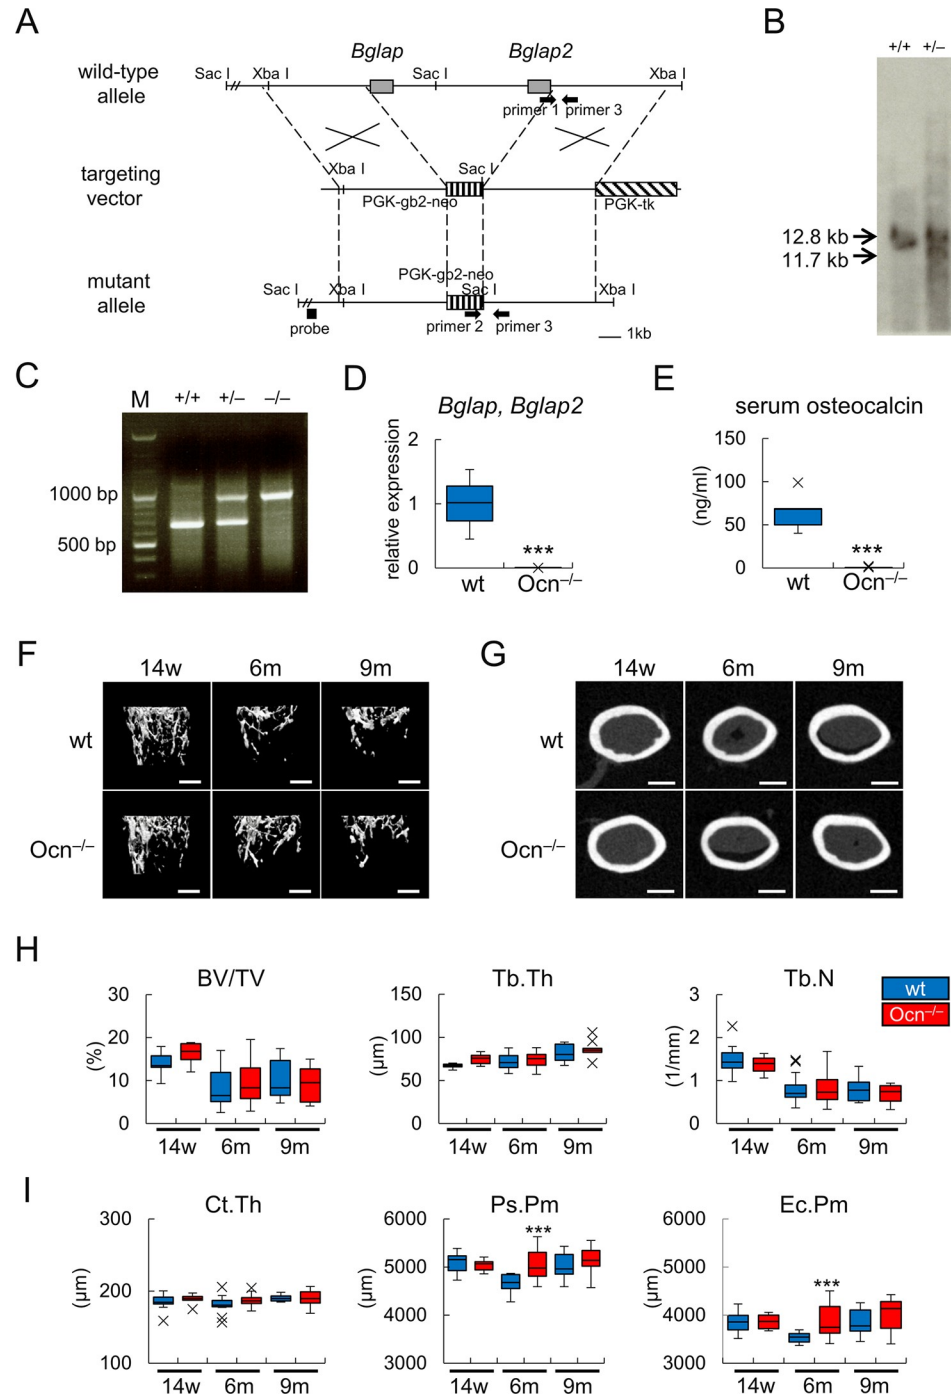 A
Bglap
Bglap2
wild-type
allele
Sac I
Xba I
Sac I
Xba I
primer 1
primer 3
targeting
vector
Xba I
Sac I
PGK-gb2-neo
PGK-tk
mutant
allele
PGK-gb2-neo
Sac I
Xba I
Sac I
Xba I
probe
primer 2
primer 3
1kb
B
+/+ +/–
12.8 kb
11.7 kb
C
M +/+ +/– –/–
1000 bp
500 bp
D
Bglap, Bglap2
relative expression
2
1
0
***
wt Ocn–/–
E
serum osteocalcin
(ng/ml)
150
100
50
0
***
wt Ocn–/–
F
14w 6m 9m
wt
Ocn–/–
G
14w 6m 9m
wt
Ocn–/–
H
BV/TV
(%)
30
20
10
0
14w 6m 9m
Tb.Th
(μm)
150
100
50
0
14w 6m 9m
Tb.N
(1/mm)
3
2
1
0
14w 6m 9m
wt
Ocn–/–
I
Ct.Th
(μm)
300
200
100
14w 6m 9m
Ps.Pm
(μm)
6000
5000
4000
3000
***
14w 6m 9m
Ec.Pm
(μm)
6000
5000
4000
3000
***
14w 6m 9m